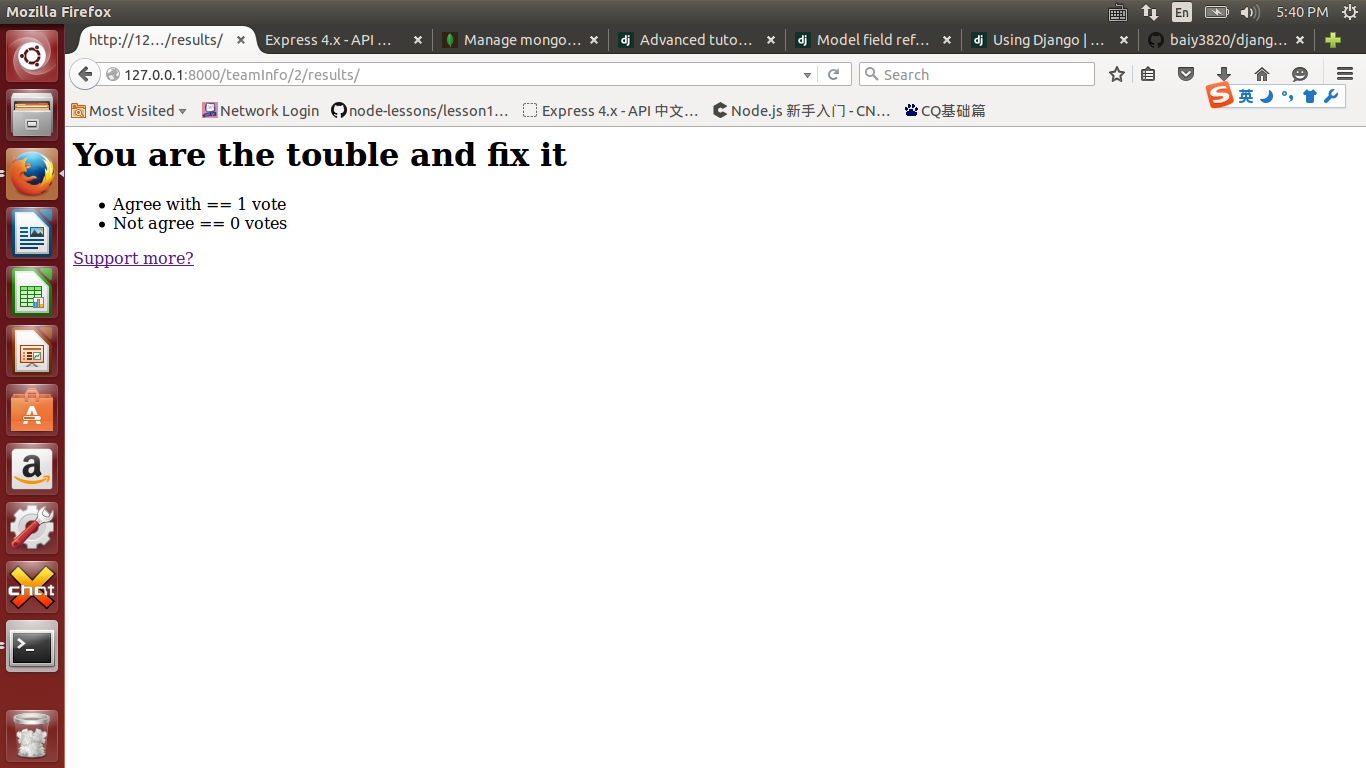 Mozilla Firefox
En
5:40 PM
http://12.../results/
Express 4.x - API ...
Manage mongo...
Advanced tuto...
Model field ref...
Using Django | ...
baiy3820/djang...
127.0.0.1:8000/teamInfo/2/results/
Search
英
Most Visited
Network Login
node-lessons/lesson1...
Express 4.x - API 中文...
Node.js 新手入门 - CN...
CQ基础篇
You are the touble and fix it
Agree with == 1 vote
Not agree == 0 votes
Support more?